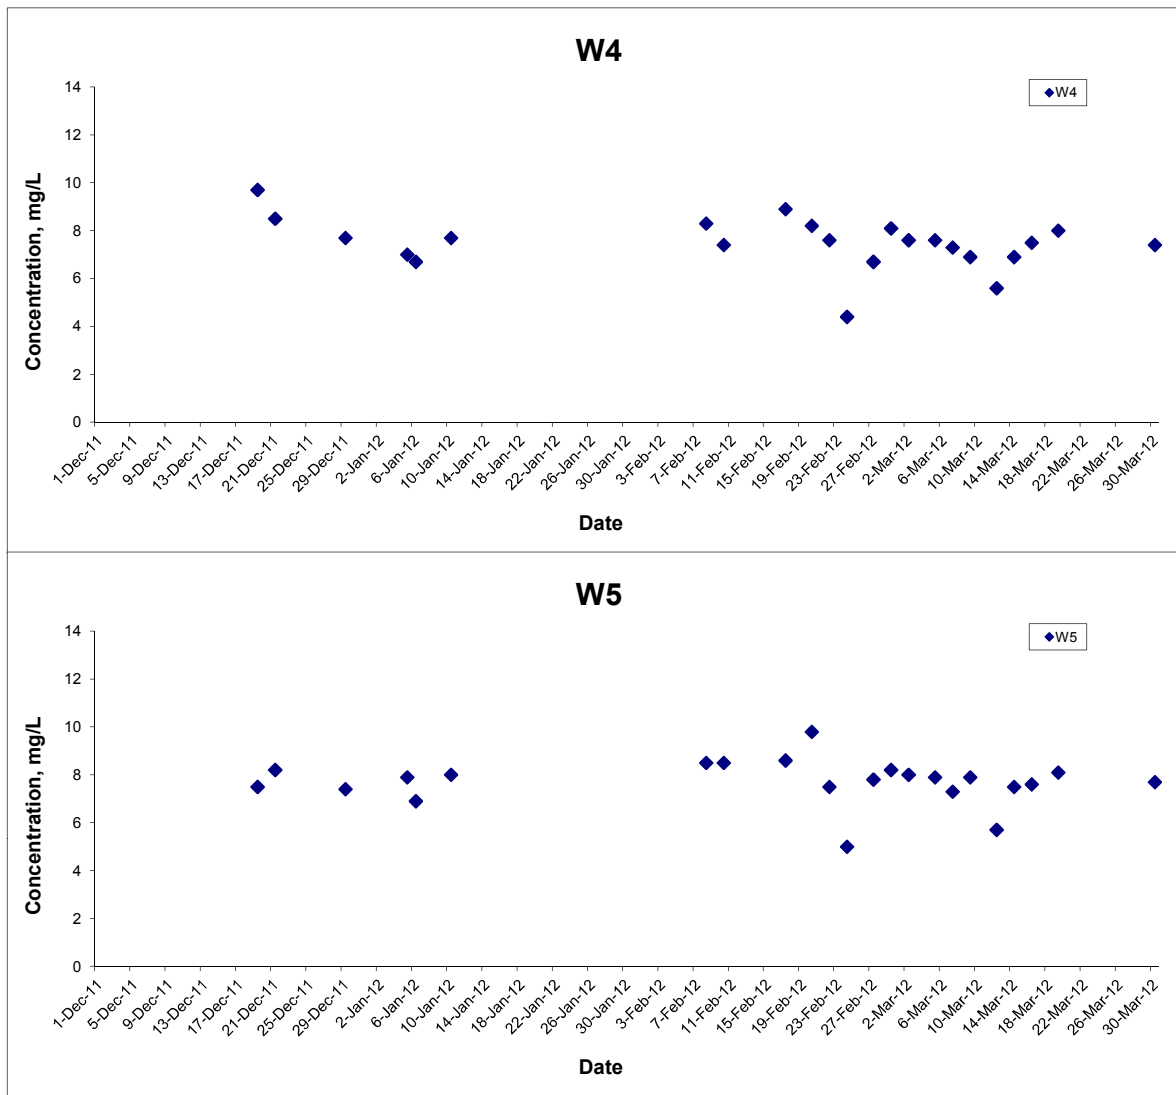 W4
W4
14
12
10
8
6
4
2
0
Concentration, mg/L
1-Dec-11
5-Dec-11
9-Dec-11
13-Dec-11
17-Dec-11
21-Dec-11
25-Dec-11
29-Dec-11
2-Jan-12
6-Jan-12
10-Jan-12
14-Jan-12
18-Jan-12
22-Jan-12
26-Jan-12
30-Jan-12
3-Feb-12
7-Feb-12
11-Feb-12
15-Feb-12
19-Feb-12
23-Feb-12
27-Feb-12
2-Mar-12
6-Mar-12
10-Mar-12
14-Mar-12
18-Mar-12
22-Mar-12
26-Mar-12
30-Mar-12
Date
W5
W5
14
12
10
8
6
4
2
0
Concentration, mg/L
1-Dec-11
5-Dec-11
9-Dec-11
13-Dec-11
17-Dec-11
21-Dec-11
25-Dec-11
29-Dec-11
2-Jan-12
6-Jan-12
10-Jan-12
14-Jan-12
18-Jan-12
22-Jan-12
26-Jan-12
30-Jan-12
3-Feb-12
7-Feb-12
11-Feb-12
15-Feb-12
19-Feb-12
23-Feb-12
27-Feb-12
2-Mar-12
6-Mar-12
10-Mar-12
14-Mar-12
18-Mar-12
22-Mar-12
26-Mar-12
30-Mar-12
Date